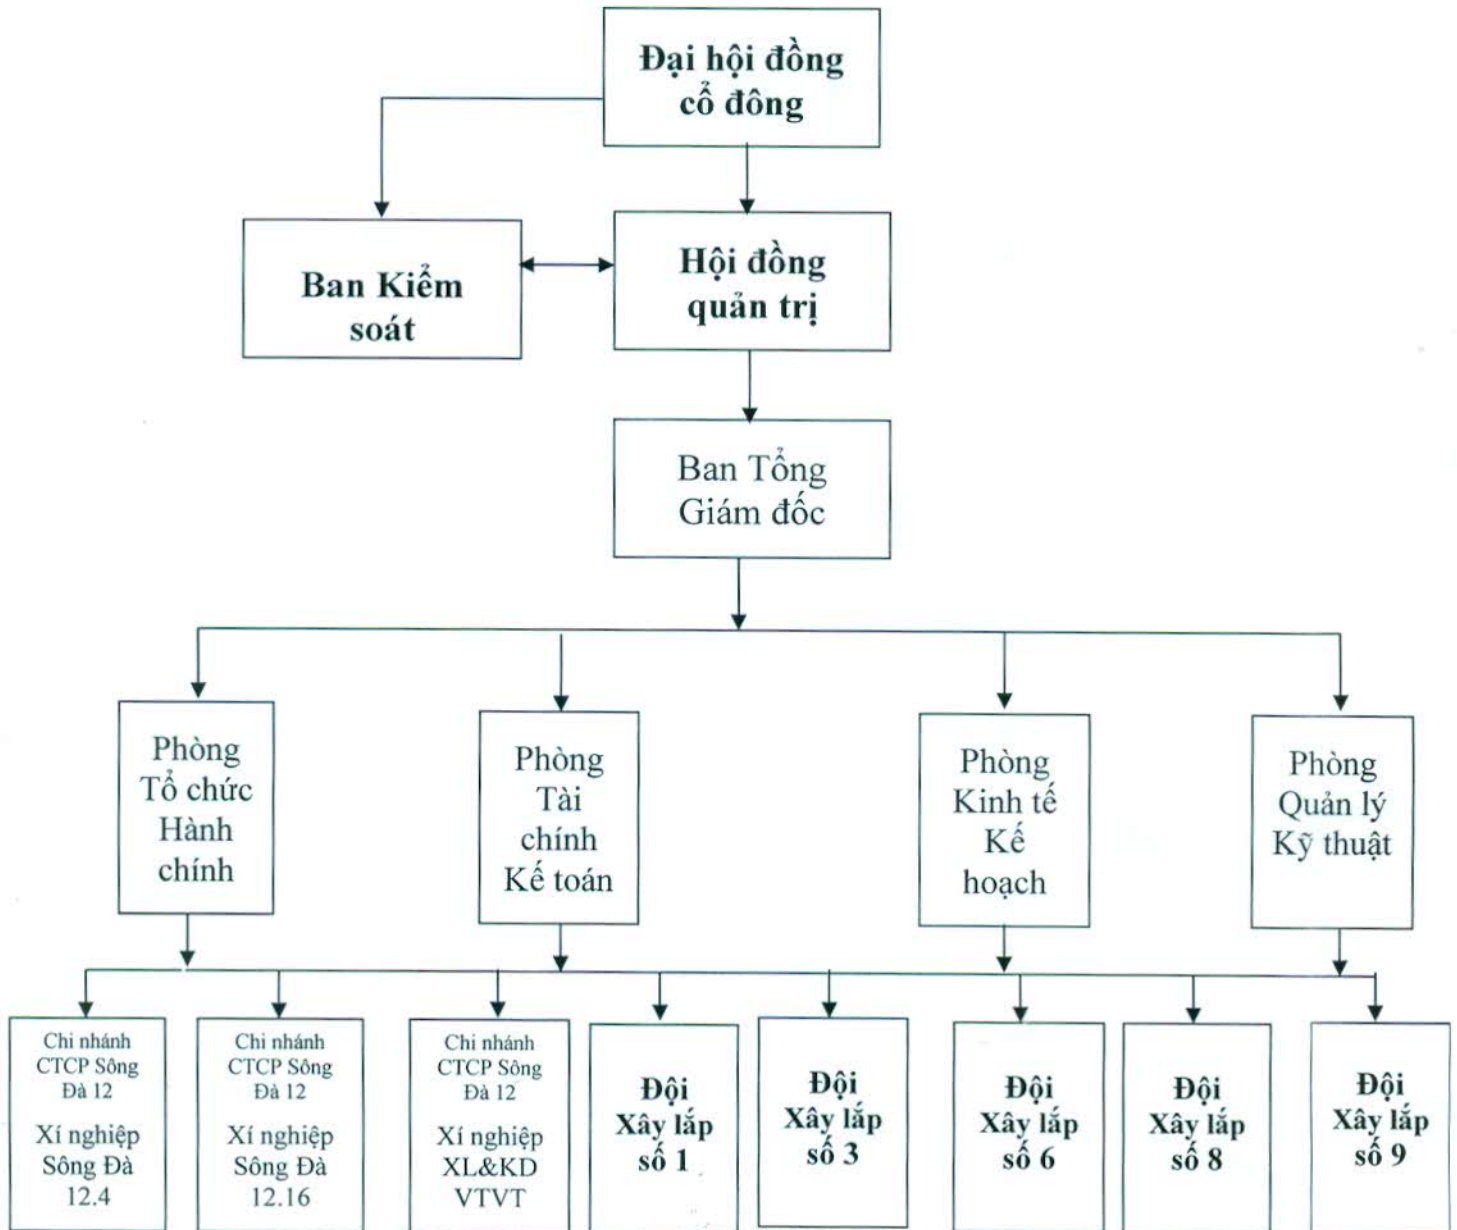 Đại hội đồng
cổ đông
Ban Kiểm
soát
Hội đồng
quản trị
Ban Tổng
Giám đốc
Phòng
Tổ chức
Hành
chính
Phòng
Tài
chính
Kế toán
Phòng
Kinh tế
Kế
hoạch
Phòng
Quản lý
Kỹ thuật
Chi nhánh
CTCP Sông
Đà 12
Xí nghiệp
Sông Đà
12.4
Chi nhánh
CTCP Sông
Đà 12
Xí nghiệp
Sông Đà
12.16
Chi nhánh
CTCP Sông
Đà 12
Xí nghiệp
XL&KD
VTVT
Đội
Xây lắp
số 1
Đội
Xây lắp
số 3
Đội
Xây lắp
số 6
Đội
Xây lắp
số 8
Đội
Xây lắp
số 9